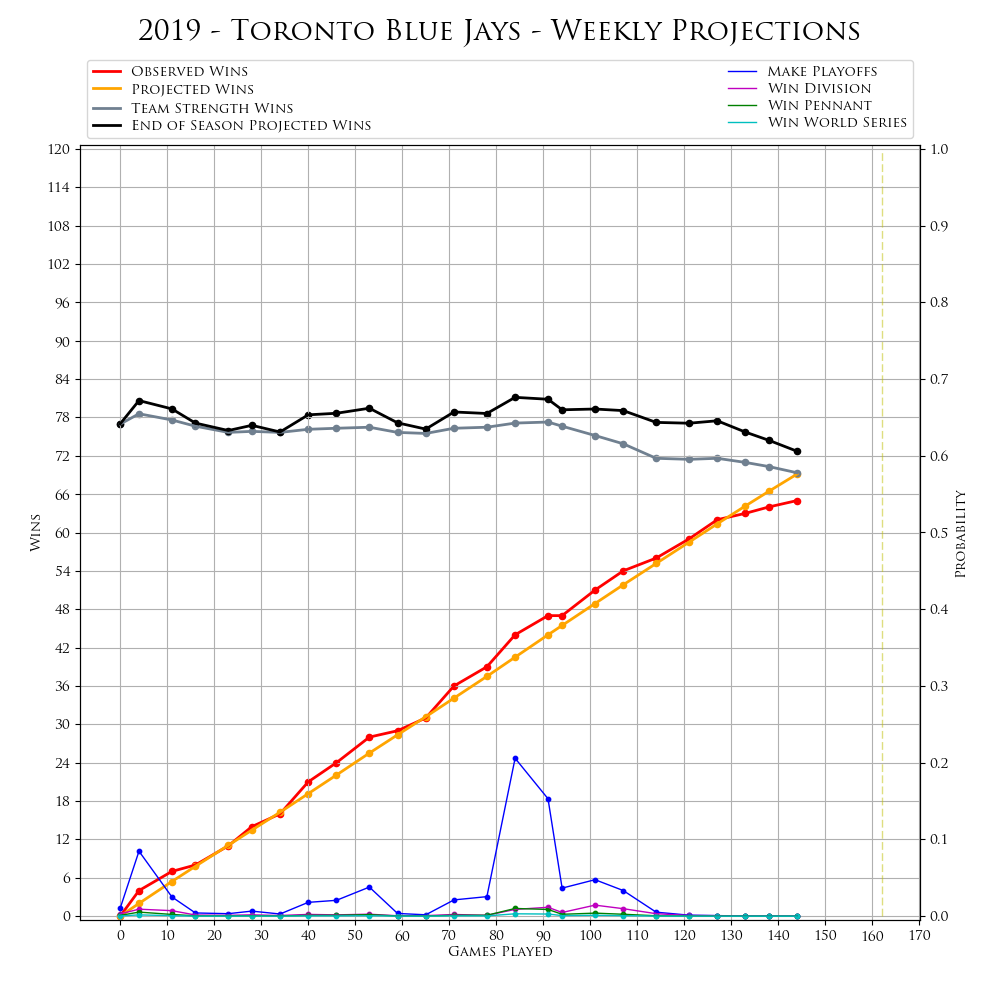 2019 - Toronto Blue Jays - Weekly Projections
Observed Wins
Projected Wins
Team Strength Wins
End of Season Projected Wins
Make Playoffs
Win Division
Win Pennant
Win World Series
120
114
108
102
96
90
84
78
72
66
60
54
48
42
36
30
24
18
12
6
0
Wins
1.0
0.9
0.8
0.7
0.6
0.5
0.4
0.3
0.2
0.1
0.0
Probability
0 10 20 30 40 50 60 70 80 90 100 110 120 130 140 150 160 170
Games Played